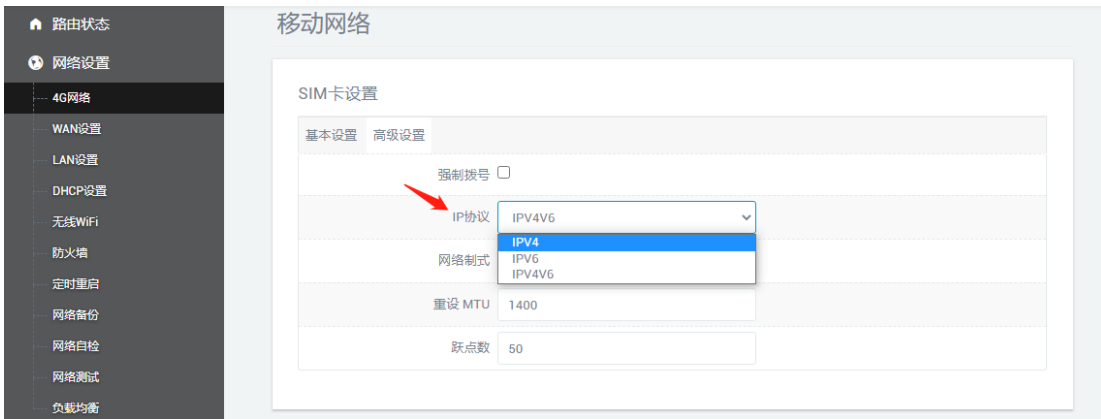 路由状态
网络设置
4G网络
WAN设置
LAN设置
DHCP设置
无线WiFi
防火墙
定时重启
网络备份
网络自检
网络测试
负载均衡
移动网络
SIM卡设置
基本设置 高级设置
强制拨号
IP协议 IPV4V6
IPV4
网络制式 IPV6
IPV4V6
重设 MTU 1400
跃点数 50